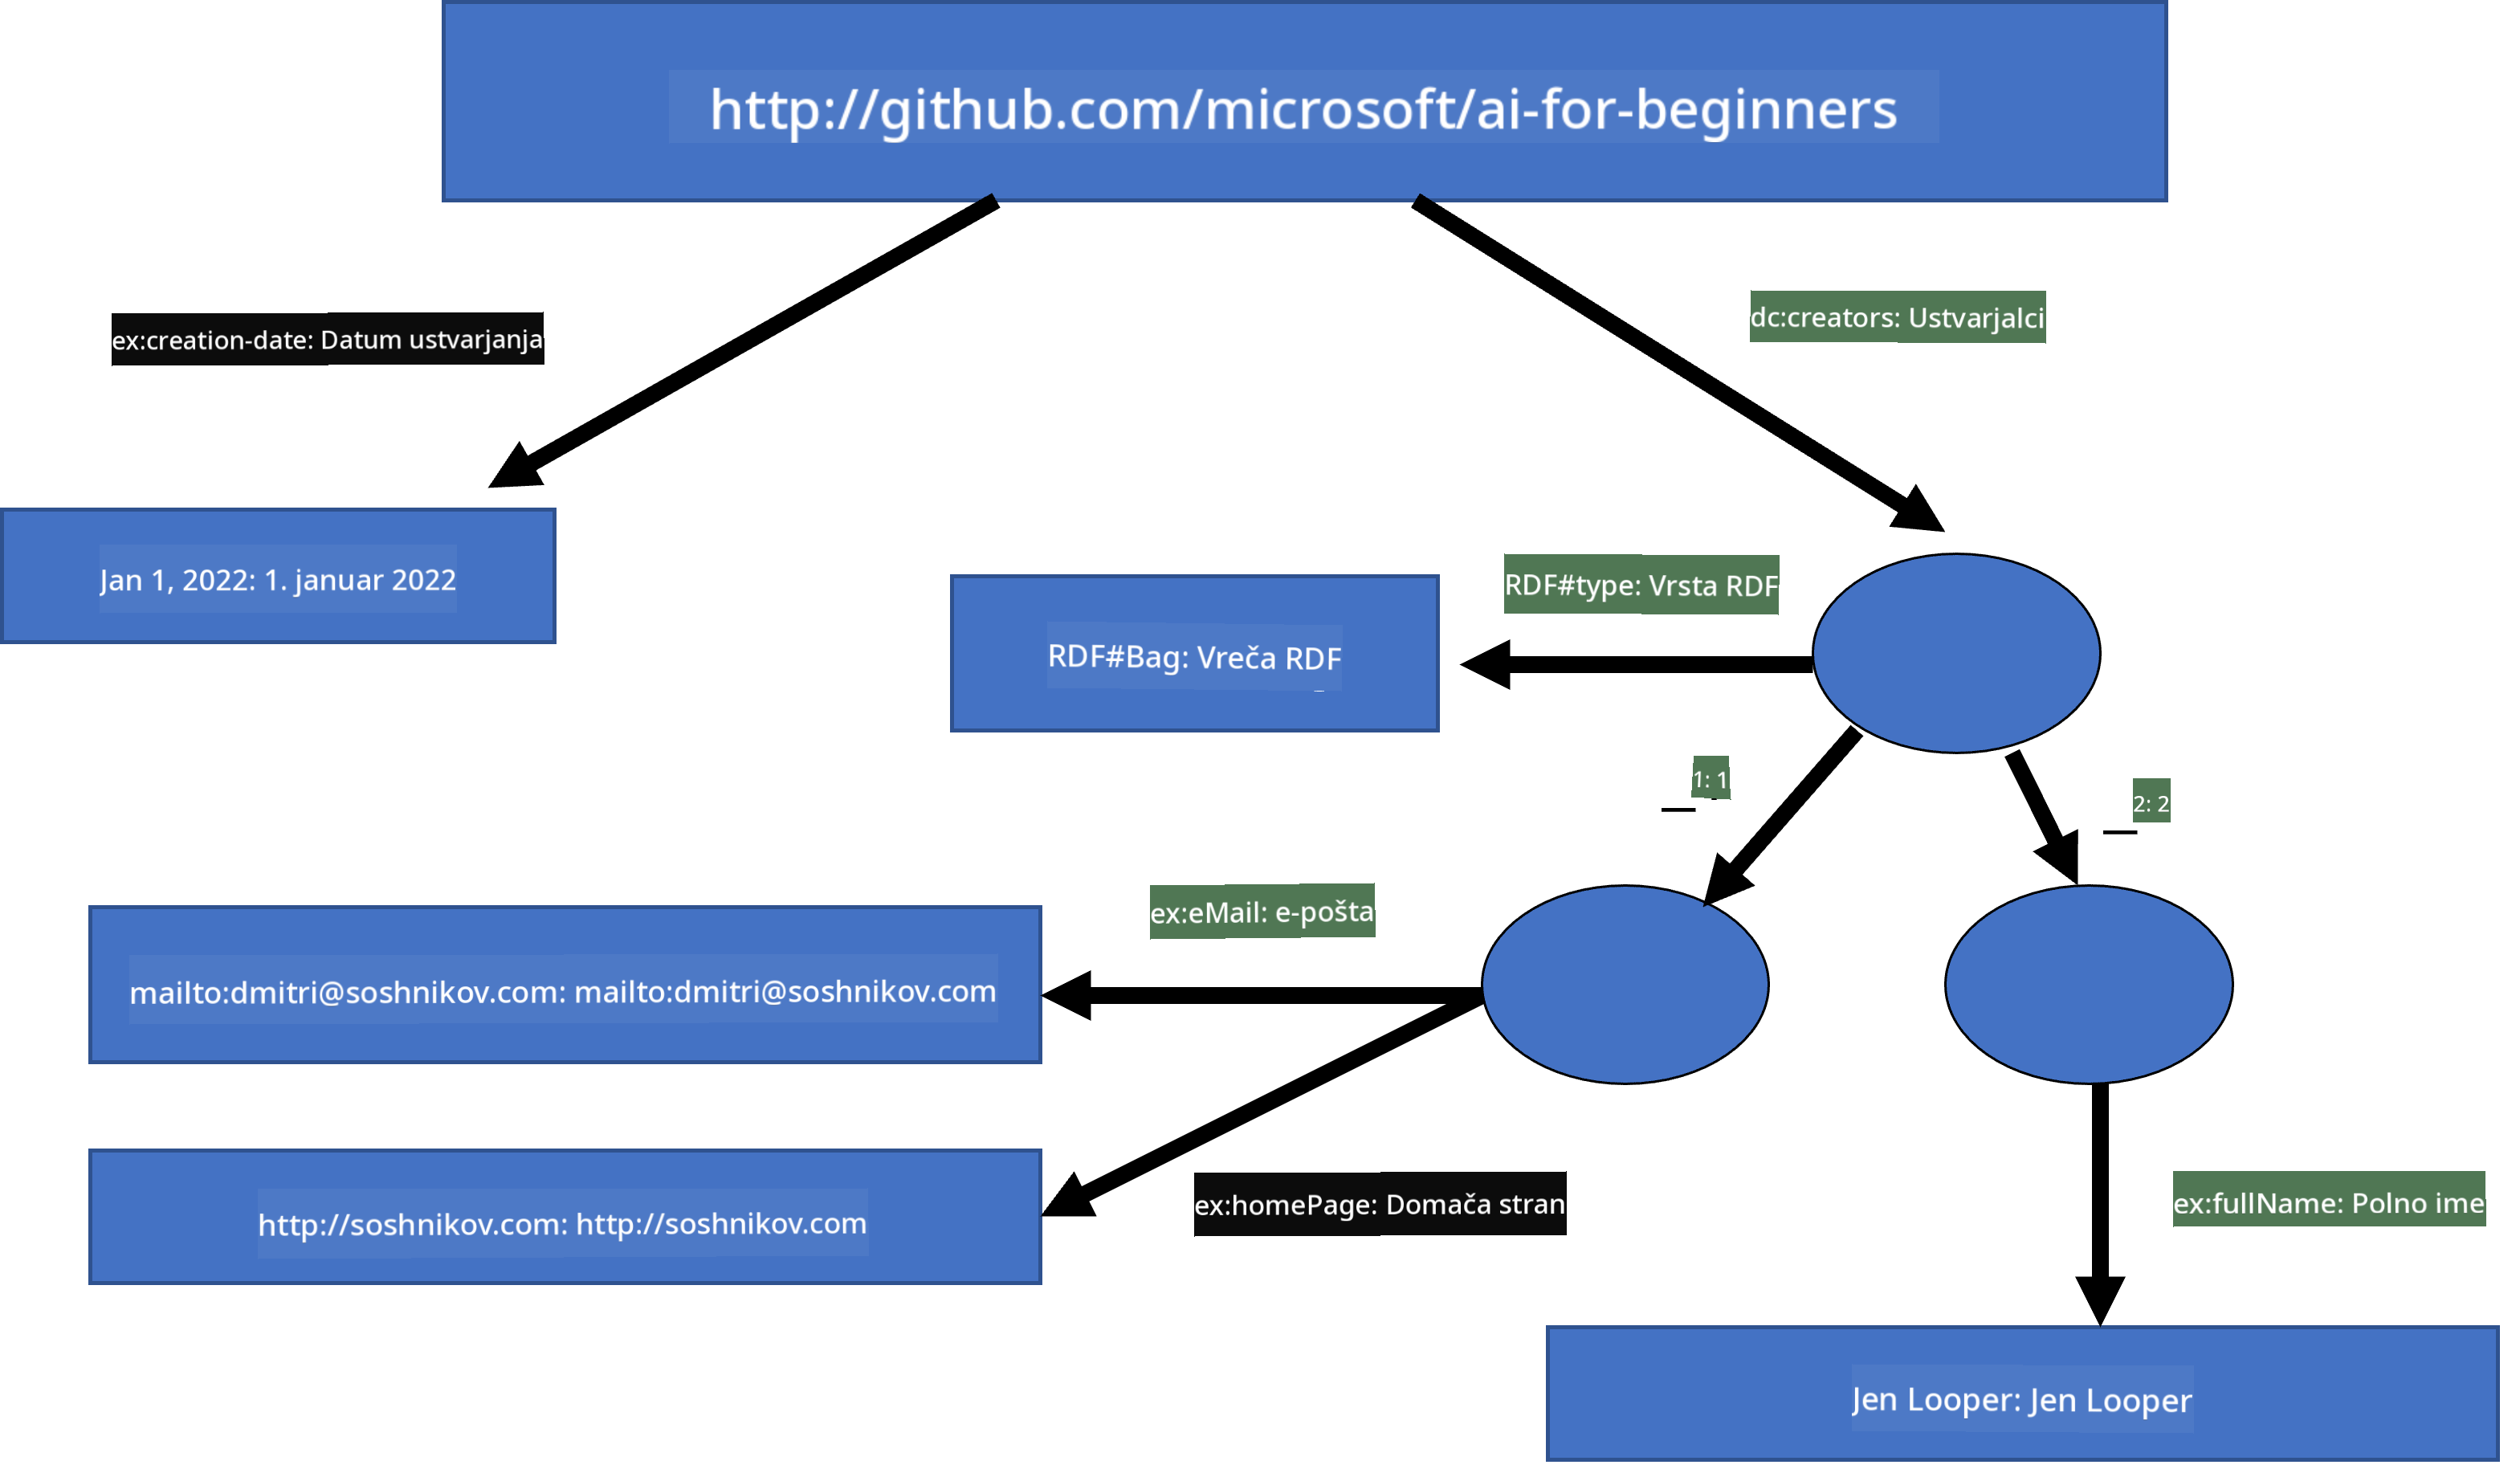 http://github.com/microsoft/ai-for-beginners
dc:creators: Ustvarjalci
ex:creation-date: Datum ustvarjanja
Jan 1, 2022: 1. januar 2022
RDF#type: Vrsta RDF
RDF#Bag: Vreča RDF
1: 1
2: 2
ex:eMail: e-pošta
mailto:dmitri@soshnikov.com: mailto:dmitri@soshnikov.com
ex:homePage: Domača stran
ex:fullName: Polno ime
http://soshnikov.com: http://soshnikov.com
Jen Looper: Jen Looper